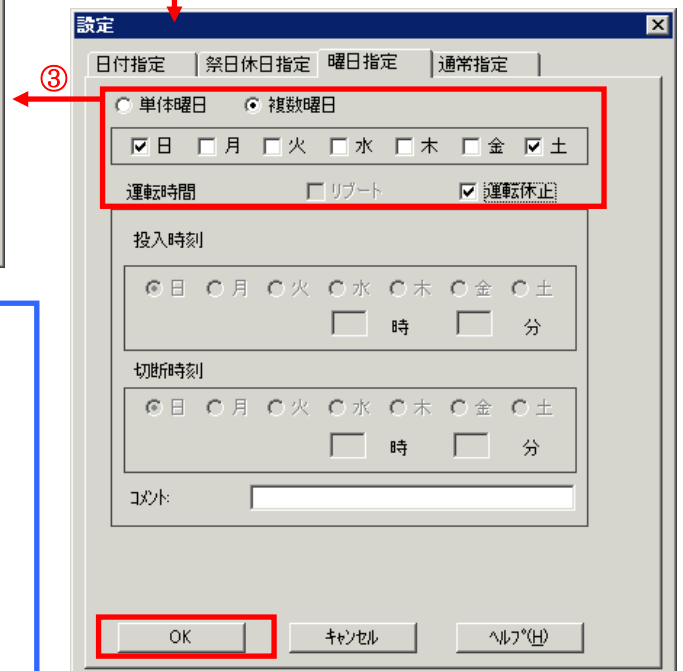 設定
日付指定 祭日休日指定 曜日指定 通常指定
③
単体曜日 複数曜日
日 月 火 水 木 金 土
運転時間 リブート 運転休止
投入時刻
日 月 火 水 木 金 土
時 分
切断時刻
日 月 火 水 木 金 土
時 分
コメント:
OK キャンセル ヘルプ(H)